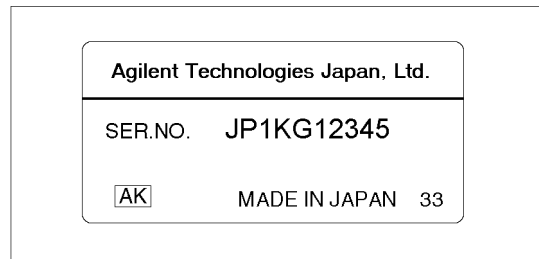 Agilent Technologies Japan, Ltd.
SER.NO. JP1KG12345
AK MADE IN JAPAN 33